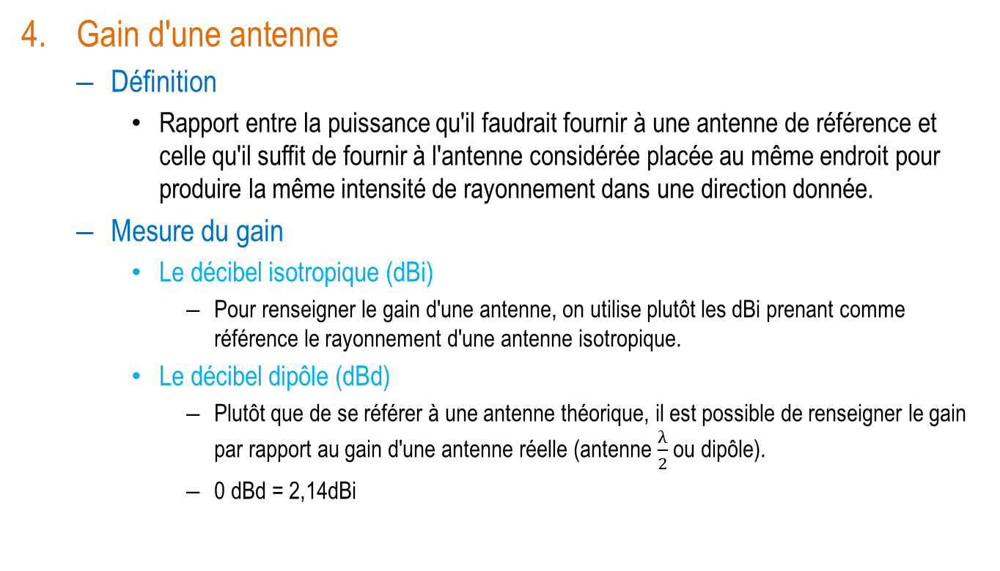 4. Gain d'une antenne
– Définition
• Rapport entre la puissance qu'il faudrait fournir à une antenne de référence et
celle qu'il suffit de fournir à l'antenne considérée placée au même endroit pour
produire la même intensité de rayonnement dans une direction donnée.
– Mesure du gain
• Le décibel isotropique (dBi)
– Pour renseigner le gain d'une antenne, on utilise plutôt les dBi prenant comme
référence le rayonnement d'une antenne isotropique.
• Le décibel dipôle (dBd)
– Plutôt que de se référer à une antenne théorique, il est possible de renseigner le gain
par rapport au gain d'une antenne réelle (antenne λ/2 ou dipôle).
– 0 dBd = 2,14dBi